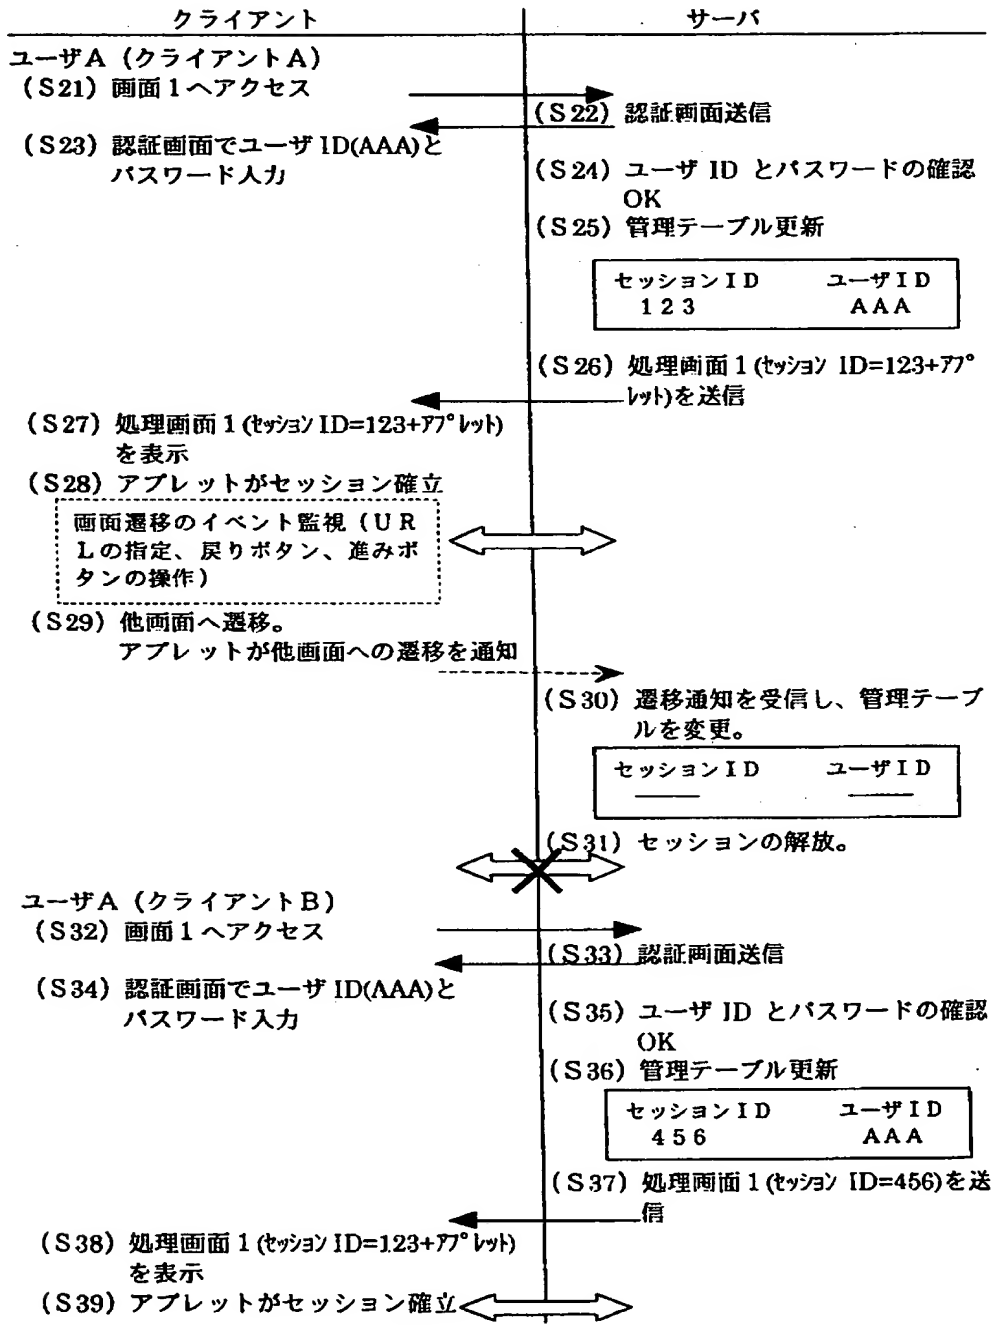 クライアント
サーバ
ユーザA(クライアントA)
(S21)画面1へアクセス
(S22)認証画面送信
(S23)認証画面でユーザID(AAA)と
パスワード入力
(S24)ユーザ ID とパスワードの確認
OK
(S25)管理テーブル更新
セッションID ユーザID
123 AAA
(S26)処理画面1(セッション ID=123+アプ
レット)を送信
(S27)処理画面1(セッション ID=123+アプレット)
を表示
(S28)アプレットがセッション確立
画面遷移のイベント監視(UR
Lの指定、戻りボタン、進みボ
タンの操作)
(S29)他画面へ遷移。
アプレットが他画面への遷移を通知
(S30)遷移通知を受信し、管理テーブ
ルを変更。
セッションID ユーザID
(S31)セッションの解放。
ユーザA(クライアントB)
(S32)画面1へアクセス
(S33)認証画面送信
(S34)認証画面でユーザID(AAA)と
パスワード入力
(S35)ユーザ ID とパスワードの確認
OK
(S36)管理テーブル更新
セッションID ユーザID
456 AAA
(S37)処理画面1(セッション ID=456)を送
信
(S38)処理画面1(セッション ID=123+アプレット)
を表示
(S39)アプレットがセッション確立